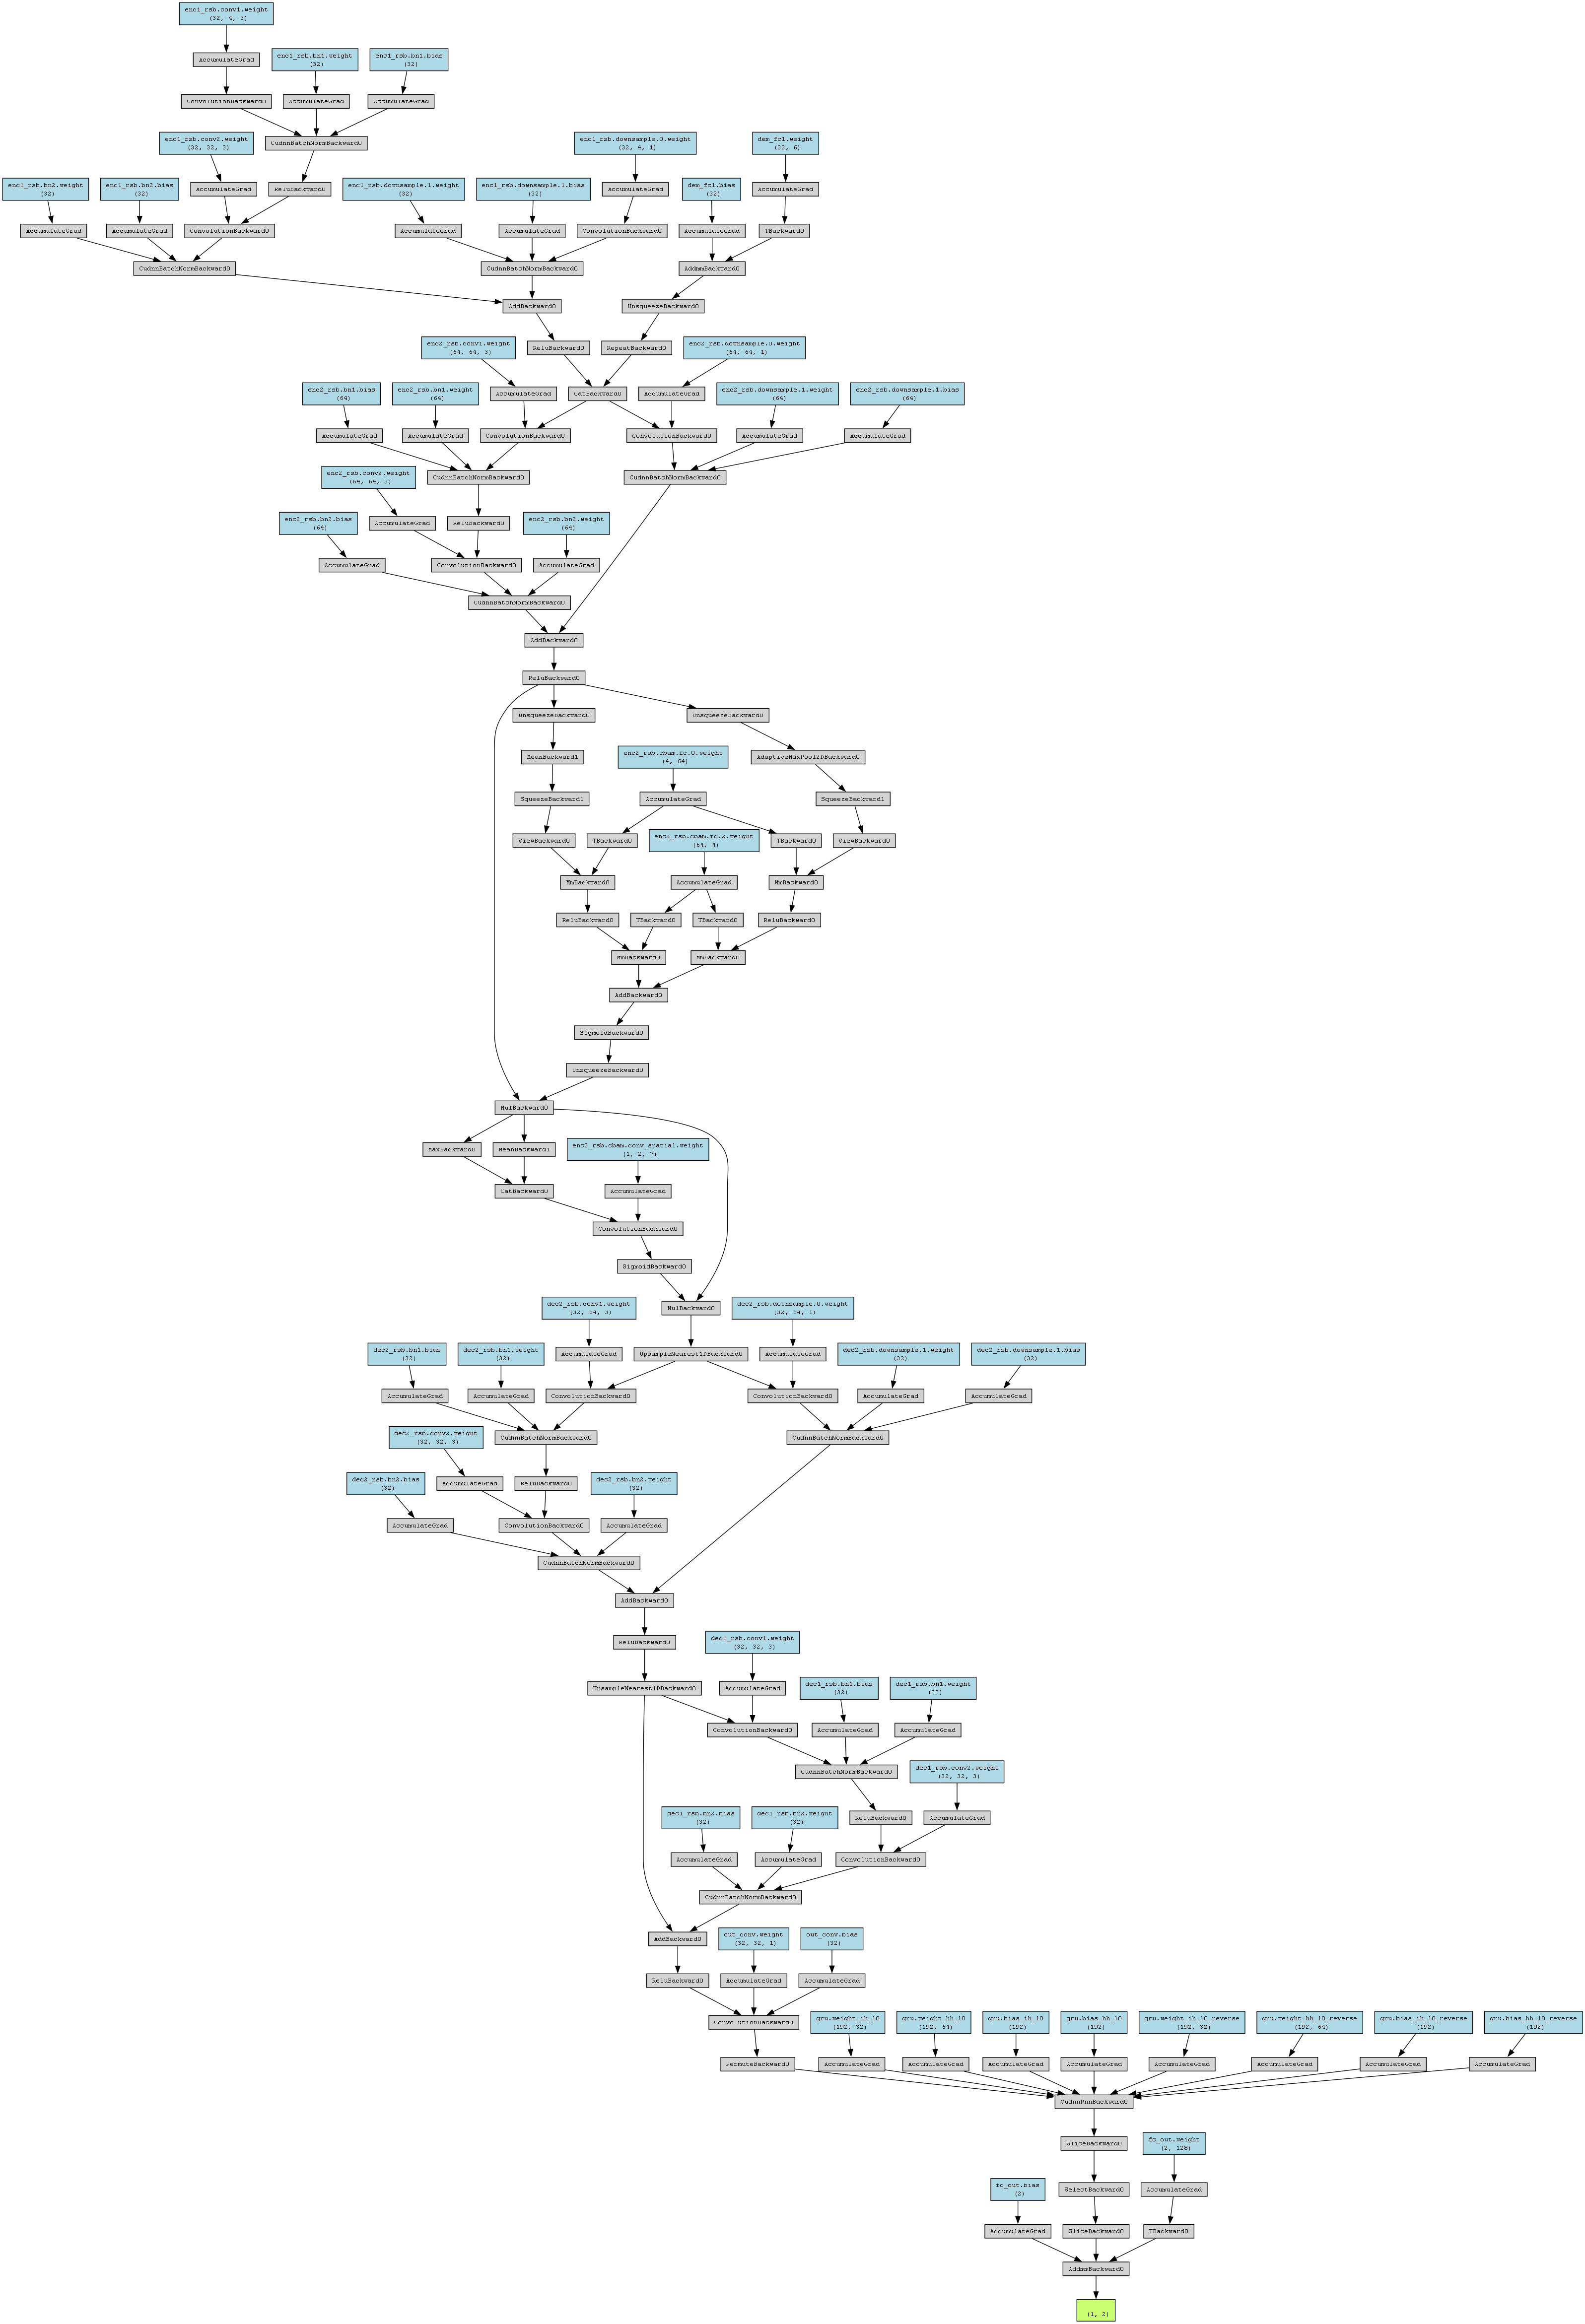 enc1_rsb.conv1.weight
(32, 4, 3)
AccumulateGrad
enc1_rsb.bn1.weight
(32)
enc1_rsb.bn1.bias
(32)
ConvolutionBackward0
AccumulateGrad
AccumulateGrad
enc1_rsb.conv2.weight
(32, 32, 3)
CudnnBatchNormBackward0
enc1_rsb.downsample.0.weight
(32, 4, 1)
dem_fc1.weight
(32, 6)
enc1_rsb.bn2.weight
(32)
enc1_rsb.bn2.bias
(32)
AccumulateGrad
ReluBackward0
enc1_rsb.downsample.1.weight
(32)
enc1_rsb.downsample.1.bias
(32)
AccumulateGrad
dem_fc1.bias
(32)
AccumulateGrad
AccumulateGrad
AccumulateGrad
ConvolutionBackward0
AccumulateGrad
AccumulateGrad
ConvolutionBackward0
AccumulateGrad
TBackward0
CudnnBatchNormBackward0
CudnnBatchNormBackward0
AddmmBackward0
AddBackward0
UnsqueezeBackward0
enc2_rsb.conv1.weight
(64, 64, 3)
ReluBackward0
RepeatBackward0
enc2_rsb.downsample.0.weight
(64, 64, 1)
enc2_rsb.bn1.bias
(64)
enc2_rsb.bn1.weight
(64)
AccumulateGrad
CatBackward0
AccumulateGrad
enc2_rsb.downsample.1.weight
(64)
enc2_rsb.downsample.1.bias
(64)
AccumulateGrad
AccumulateGrad
ConvolutionBackward0
ConvolutionBackward0
AccumulateGrad
AccumulateGrad
enc2_rsb.conv2.weight
(64, 64, 3)
CudnnBatchNormBackward0
CudnnBatchNormBackward0
enc2_rsb.bn2.bias
(64)
AccumulateGrad
ReluBackward0
enc2_rsb.bn2.weight
(64)
AccumulateGrad
ConvolutionBackward0
AccumulateGrad
CudnnBatchNormBackward0
AddBackward0
ReluBackward0
UnsqueezeBackward0
UnsqueezeBackward0
MeanBackward1
enc2_rsb.cbam.fc.0.weight
(4, 64)
AdaptiveMaxPool2DBackward0
SqueezeBackward1
AccumulateGrad
SqueezeBackward1
ViewBackward0
TBackward0
enc2_rsb.cbam.fc.2.weight
(64, 4)
TBackward0
ViewBackward0
MmBackward0
AccumulateGrad
MmBackward0
ReluBackward0
TBackward0
TBackward0
ReluBackward0
MmBackward0
MmBackward0
AddBackward0
SigmoidBackward0
UnsqueezeBackward0
MulBackward0
MaxBackward0
MeanBackward1
enc2_rsb.cbam.conv_spatial.weight
(1, 2, 7)
CatBackward0
AccumulateGrad
ConvolutionBackward0
SigmoidBackward0
dec2_rsb.conv1.weight
(32, 64, 3)
MulBackward0
dec2_rsb.downsample.0.weight
(32, 64, 1)
dec2_rsb.bn1.bias
(32)
dec2_rsb.bn1.weight
(32)
AccumulateGrad
UpsampleNearest1DBackward0
AccumulateGrad
dec2_rsb.downsample.1.weight
(32)
dec2_rsb.downsample.1.bias
(32)
AccumulateGrad
AccumulateGrad
ConvolutionBackward0
ConvolutionBackward0
AccumulateGrad
AccumulateGrad
dec2_rsb.conv2.weight
(32, 32, 3)
CudnnBatchNormBackward0
CudnnBatchNormBackward0
dec2_rsb.bn2.bias
(32)
AccumulateGrad
ReluBackward0
dec2_rsb.bn2.weight
(32)
AccumulateGrad
ConvolutionBackward0
AccumulateGrad
CudnnBatchNormBackward0
AddBackward0
ReluBackward0
dec1_rsb.conv1.weight
(32, 32, 3)
UpsampleNearest1DBackward0
AccumulateGrad
dec1_rsb.bn1.bias
(32)
dec1_rsb.bn1.weight
(32)
ConvolutionBackward0
AccumulateGrad
AccumulateGrad
CudnnBatchNormBackward0
dec1_rsb.conv2.weight
(32, 32, 3)
dec1_rsb.bn2.bias
(32)
dec1_rsb.bn2.weight
(32)
ReluBackward0
AccumulateGrad
AccumulateGrad
AccumulateGrad
ConvolutionBackward0
CudnnBatchNormBackward0
AddBackward0
out_conv.weight
(32, 32, 1)
out_conv.bias
(32)
ReluBackward0
AccumulateGrad
AccumulateGrad
ConvolutionBackward0
gru.weight_ih_l0
(192, 32)
gru.weight_hh_l0
(192, 64)
gru.bias_ih_l0
(192)
gru.bias_hh_l0
(192)
gru.weight_ih_l0_reverse
(192, 32)
gru.weight_hh_l0_reverse
(192, 64)
gru.bias_ih_l0_reverse
(192)
gru.bias_hh_l0_reverse
(192)
PermuteBackward0
AccumulateGrad
AccumulateGrad
AccumulateGrad
AccumulateGrad
AccumulateGrad
AccumulateGrad
AccumulateGrad
AccumulateGrad
CudnnRnnBackward0
SliceBackward0
fc_out.weight
(2, 128)
fc_out.bias
(2)
SelectBackward0
AccumulateGrad
AccumulateGrad
SliceBackward0
TBackward0
AddmmBackward0
(1, 2)